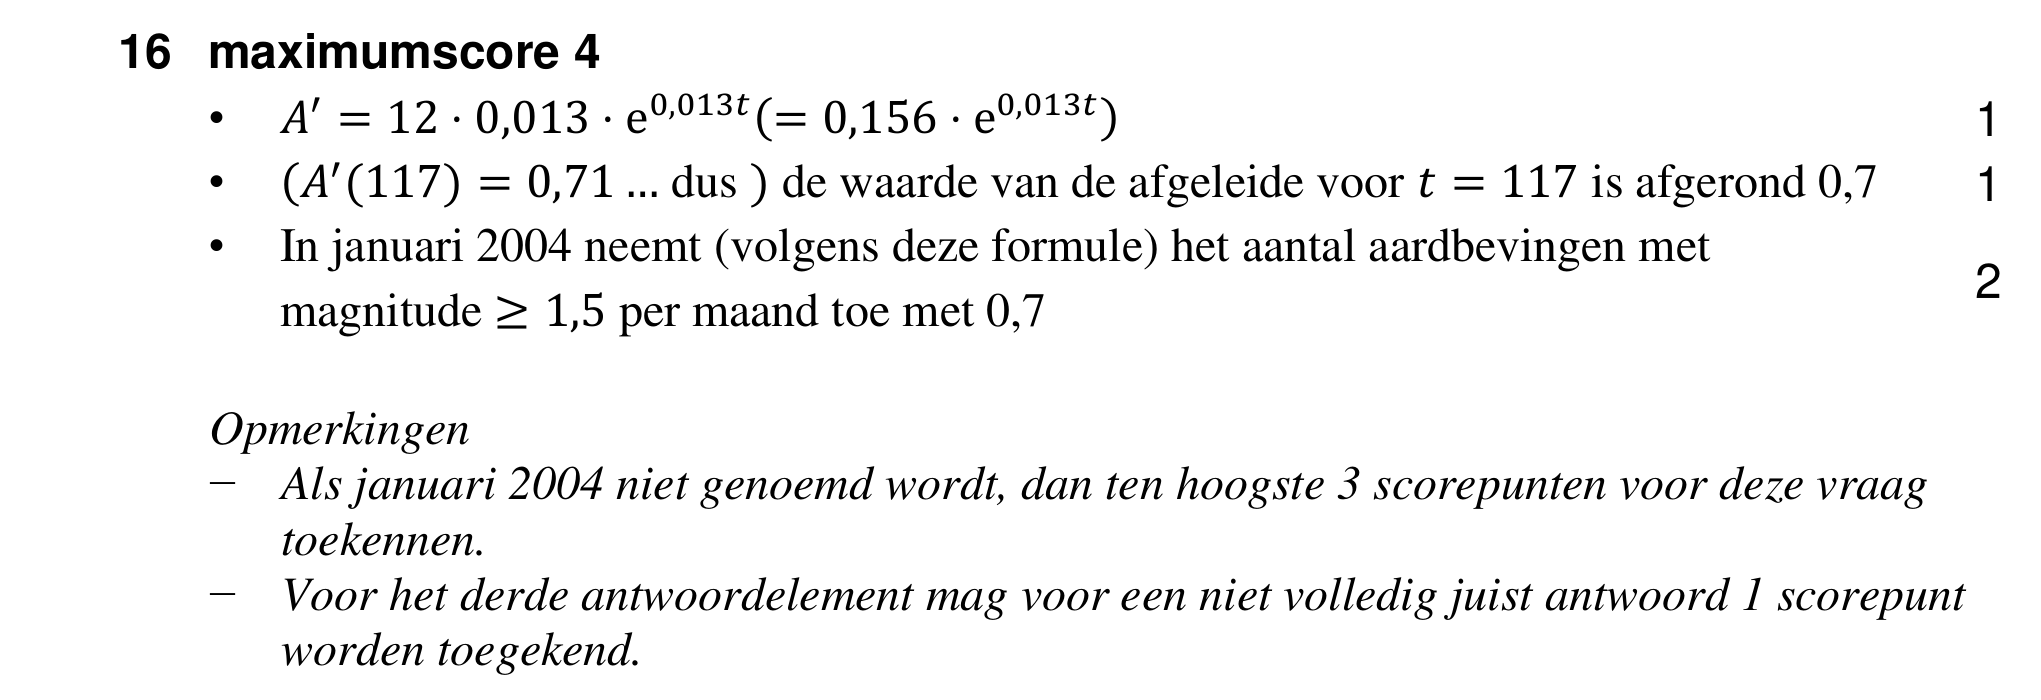 16 maximumscore 4
• A′ = 12 · 0,013 · e^0,013t (= 0,156 · e^0,013t) 1
• (A′(117) = 0,71 ... dus ) de waarde van de afgeleide voor t = 117 is afgerond 0,7 1
• In januari 2004 neemt (volgens deze formule) het aantal aardbevingen met
magnitude ≥ 1,5 per maand toe met 0,7 2
Opmerkingen
− Als januari 2004 niet genoemd wordt, dan ten hoogste 3 scorepunten voor deze vraag
toekennen.
− Voor het derde antwoordelement mag voor een niet volledig juist antwoord 1 scorepunt
worden toegekend.